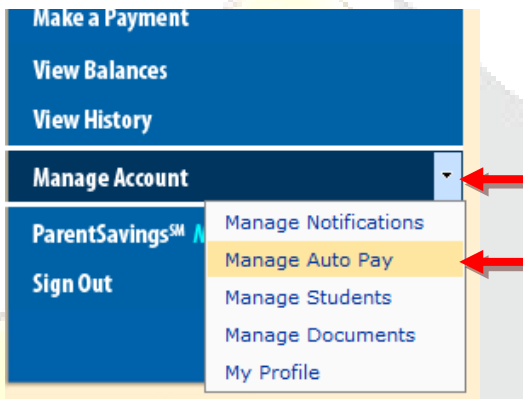 Make a Payment
View Balances
View History
Manage Account
ParentSavings℠
Sign Out
Manage Notifications
Manage Auto Pay
Manage Students
Manage Documents
My Profile